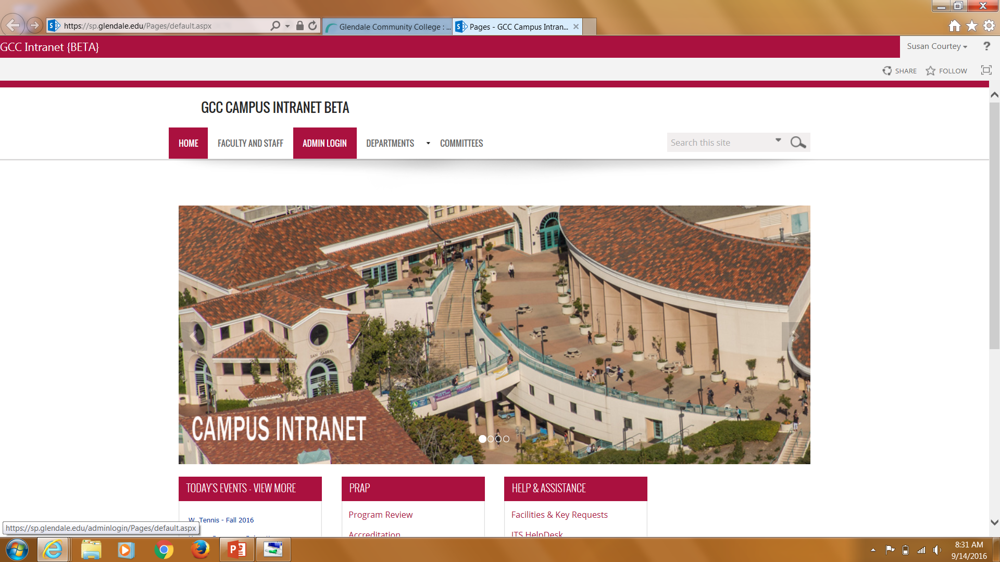 https://sp.glendale.edu/Pages/default.aspx
Glendale Community College : ...
Pages - GCC Campus Intran...
GCC Intranet {BETA}
Susan Courtey
?
SHARE
FOLLOW
GCC CAMPUS INTRANET BETA
HOME
FACULTY AND STAFF
ADMIN LOGIN
DEPARTMENTS
COMMITTEES
Search this site
SAN GABRIEL
CAMPUS INTRANET
TODAY'S EVENTS - VIEW MORE
PRAP
HELP & ASSISTANCE
W. Tennis - Fall 2016
Program Review
Facilities & Key Requests
Accreditation
ITS HelpDesk
https://sp.glendale.edu/adminlogin/Pages/default.aspx
8:31 AM
9/14/2016